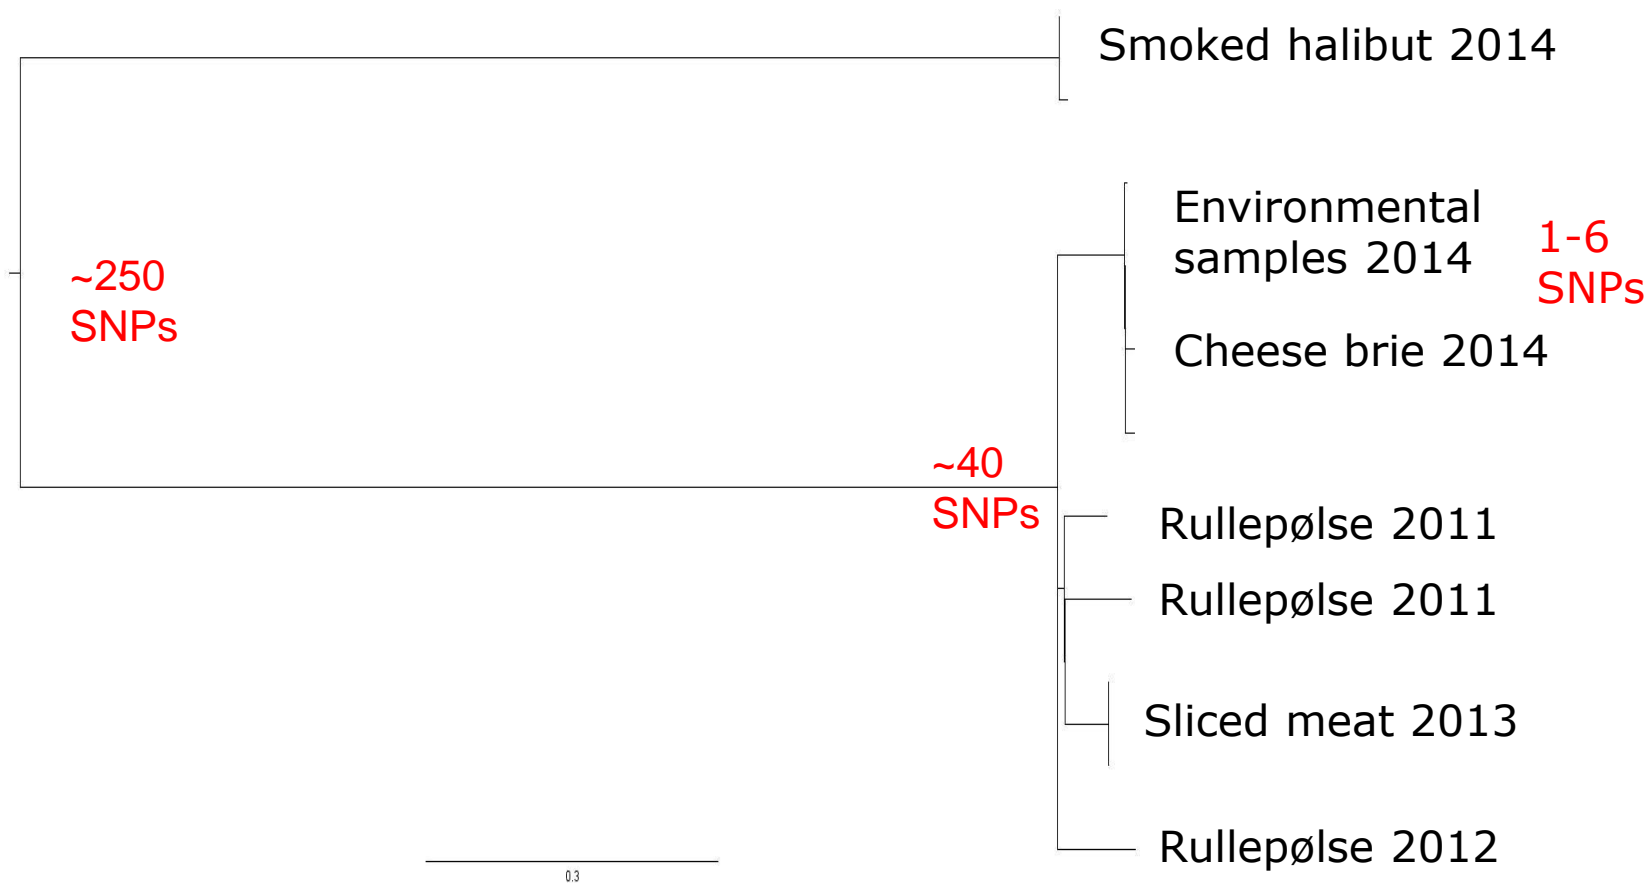 Smoked halibut 2014
Environmental
samples 2014
1-6
SNPs
~250
SNPs
Cheese brie 2014
~40
SNPs
Rullepølse 2011
Rullepølse 2011
Sliced meat 2013
Rullepølse 2012
0.3